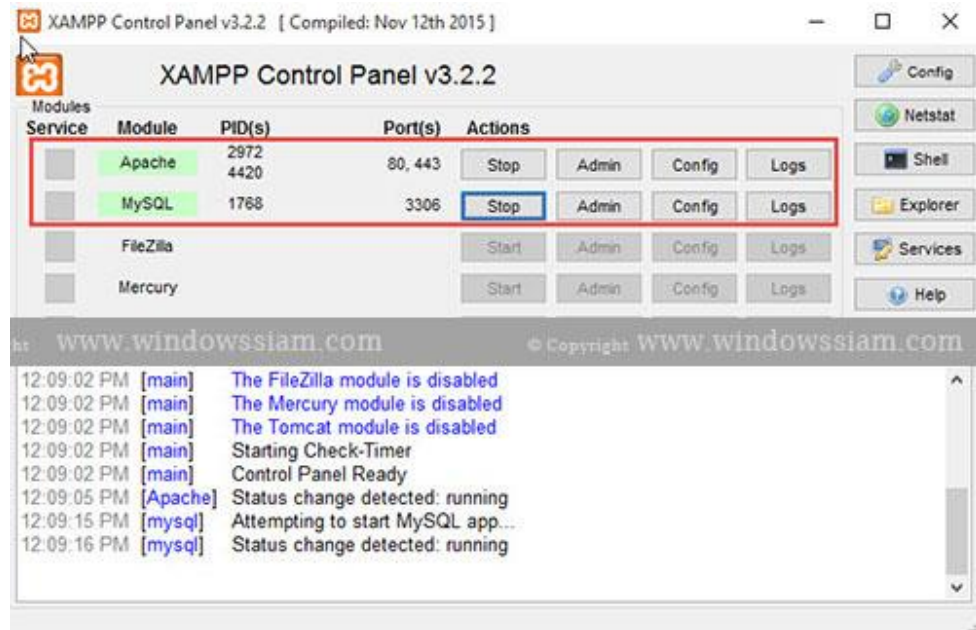 XAMPP Control Panel v3.2.2 [ Compiled: Nov 12th 2015 ]
XAMPP Control Panel v3.2.2
Config
Modules
Service Module PID(s) Port(s) Actions
Netstat
Apache 2972 4420 80, 443 Stop Admin Config Logs
Shell
MySQL 1768 3306 Stop Admin Config Logs
Explorer
FileZilla Start Admin Config Logs
Services
Mercury Start Admin Config Logs
Help
ht www.windowssiam.com © Copyright www.windowssiam.com
12:09:02 PM [main] The FileZilla module is disabled
12:09:02 PM [main] The Mercury module is disabled
12:09:02 PM [main] The Tomcat module is disabled
12:09:02 PM [main] Starting Check-Timer
12:09:02 PM [main] Control Panel Ready
12:09:05 PM [Apache] Status change detected: running
12:09:15 PM [mysql] Attempting to start MySQL app...
12:09:16 PM [mysql] Status change detected: running